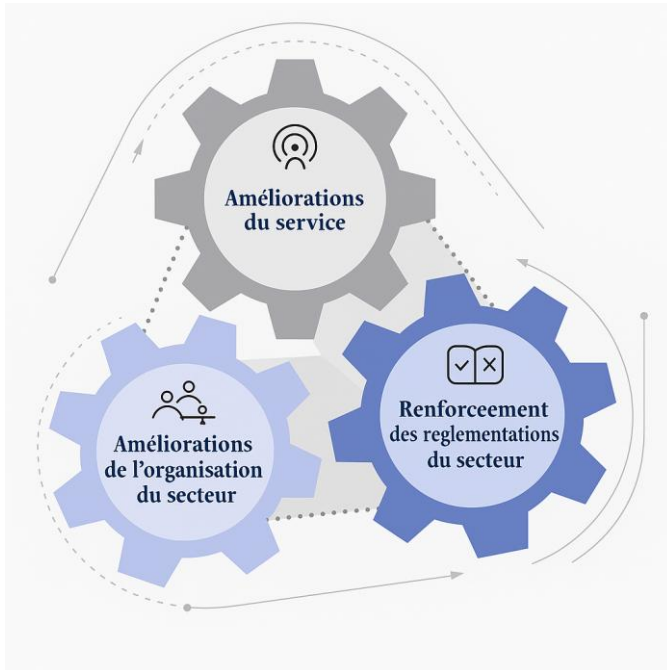 Améliorations
du service
Améliorations
de l'organisation
du secteur
Renforceement
des reglementations
du secteur